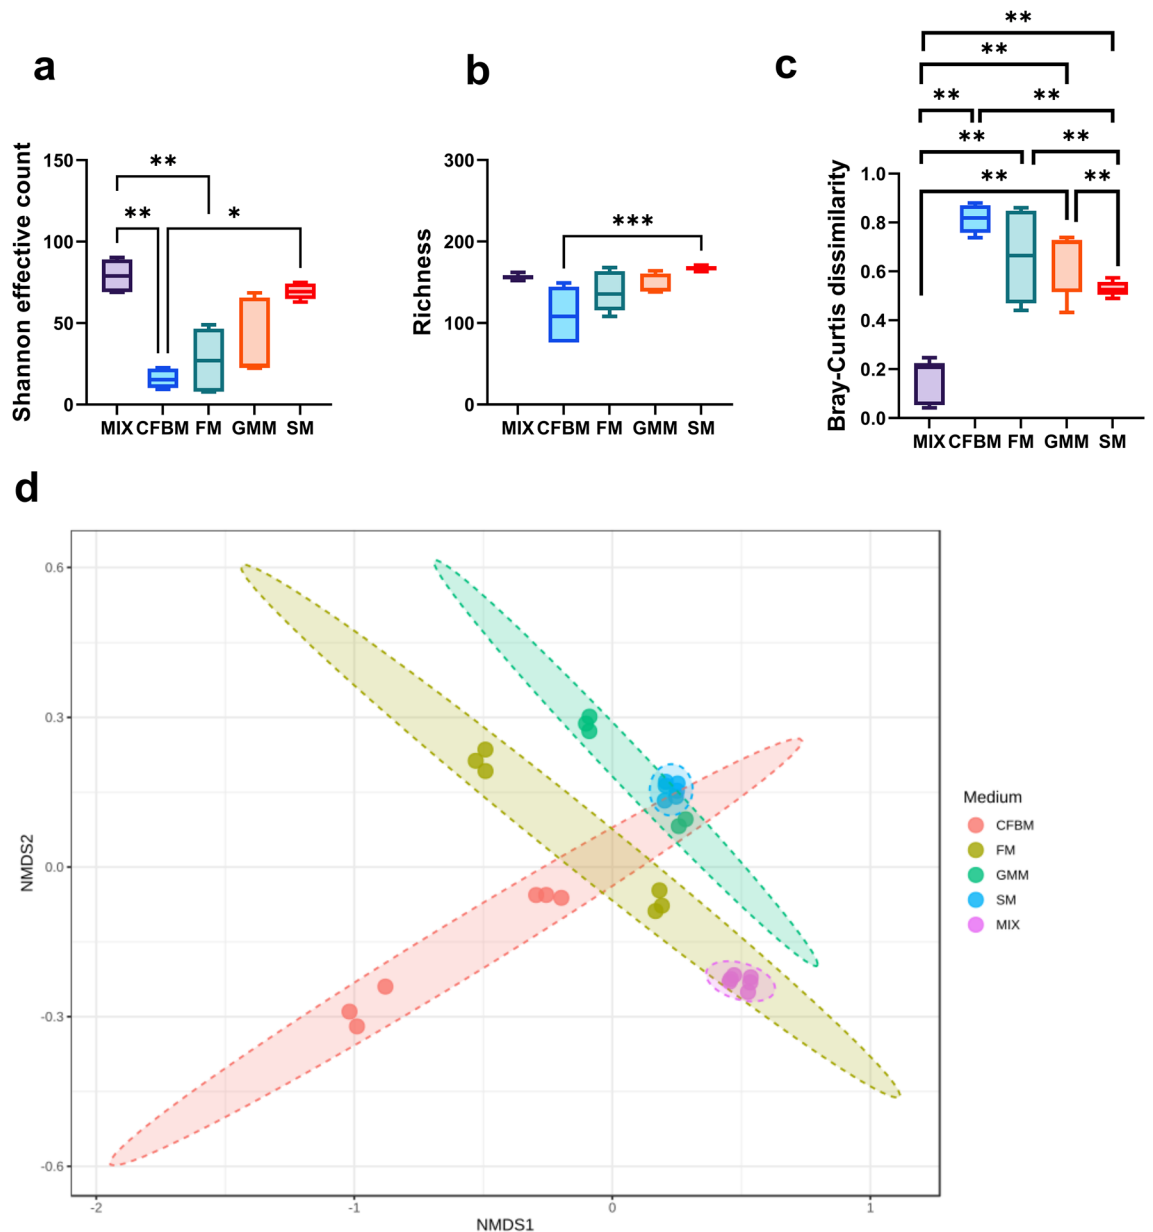 a
b
c
Shannon effective count
150
100
50
0
**
**
*
MIX CFBM FM GMM SM
Richness
300
200
100
0
***
MIX CFBM FM GMM SM
Bray-Curtis dissimilarity
1.0
0.8
0.6
0.4
0.2
0.0
**
**
**
**
**
**
**
**
MIX CFBM FM GMM SM
d
NMDS2
0.6
0.3
0.0
-0.3
-0.6
-2
-1
0
1
NMDS1
Medium
CFBM
FM
GMM
SM
MIX